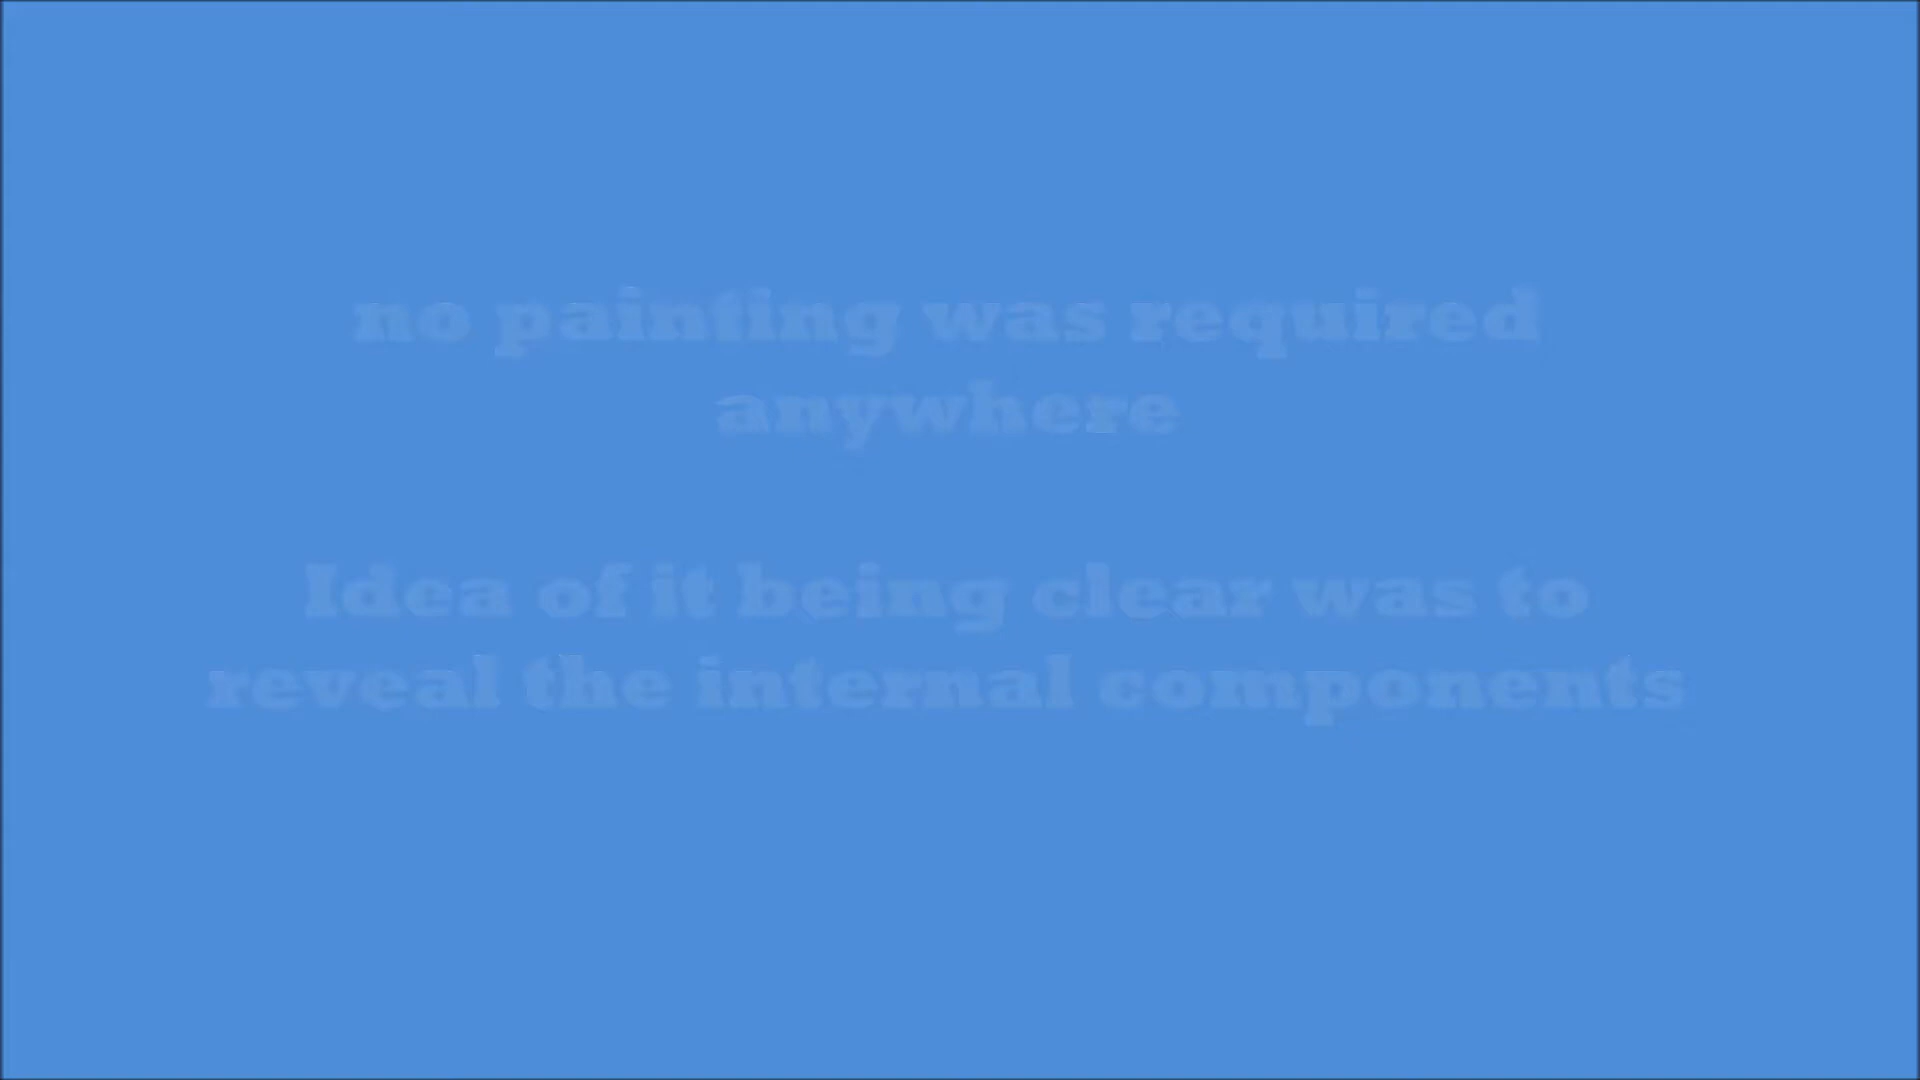 no painting was required
anywhere
Idea of it being clear was to
reveal the internal components